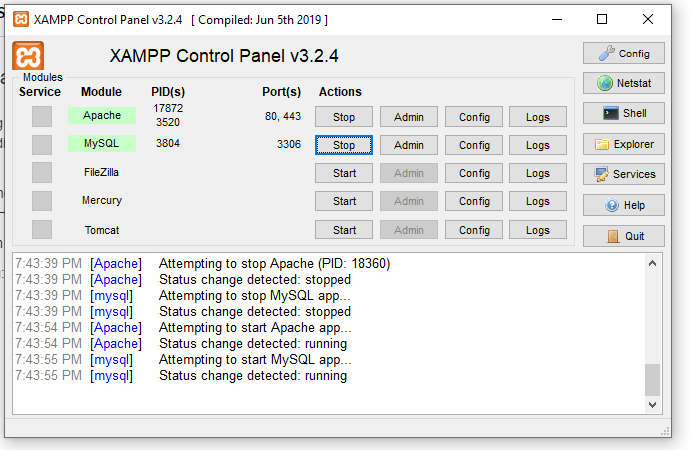 XAMPP Control Panel v3.2.4 [ Compiled: Jun 5th 2019 ]
XAMPP Control Panel v3.2.4
Config
Modules
Service Module PID(s) Port(s) Actions
Netstat
Apache 17872 3520 80, 443 Stop Admin Config Logs
Shell
MySQL 3804 3306 Stop Admin Config Logs
Explorer
FileZilla Start Admin Config Logs
Services
Mercury Start Admin Config Logs
Help
Tomcat Start Admin Config Logs
Quit
7:43:39 PM [Apache] Attempting to stop Apache (PID: 18360)
7:43:39 PM [Apache] Status change detected: stopped
7:43:39 PM [mysql] Attempting to stop MySQL app...
7:43:39 PM [mysql] Status change detected: stopped
7:43:54 PM [Apache] Attempting to start Apache app...
7:43:54 PM [Apache] Status change detected: running
7:43:55 PM [mysql] Attempting to start MySQL app...
7:43:55 PM [mysql] Status change detected: running